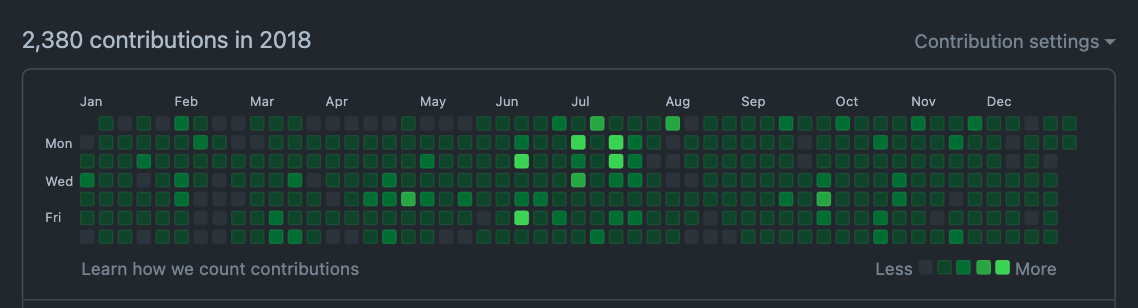 2,380 contributions in 2018
Contribution settings
Jan Feb Mar Apr May Jun Jul Aug Sep Oct Nov Dec
Mon
Wed
Fri
Learn how we count contributions
Less More